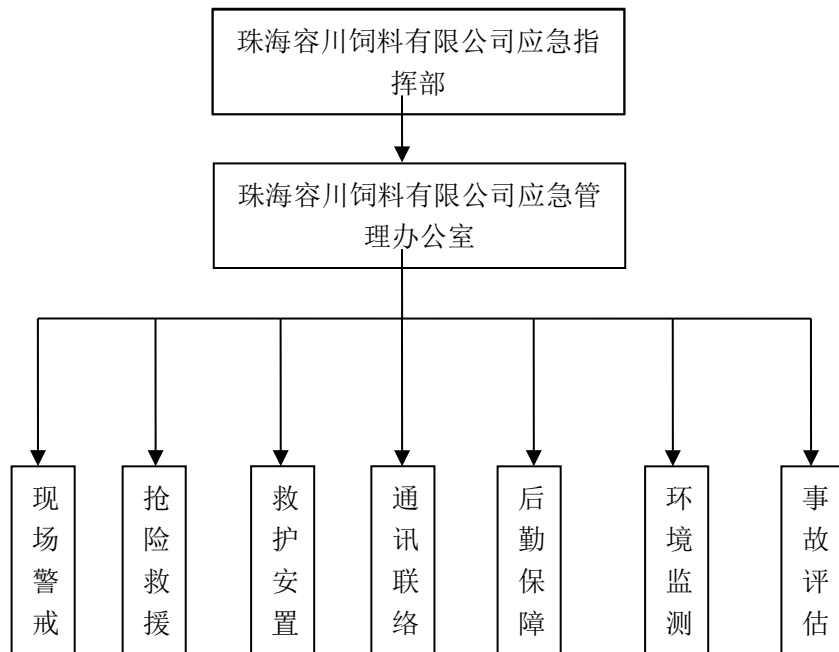 珠海容川饲料有限公司应急指
挥部
珠海容川饲料有限公司应急管
理办公室
现场警戒
抢险救援
救护安置
通讯联络
后勤保障
环境监测
事故评估